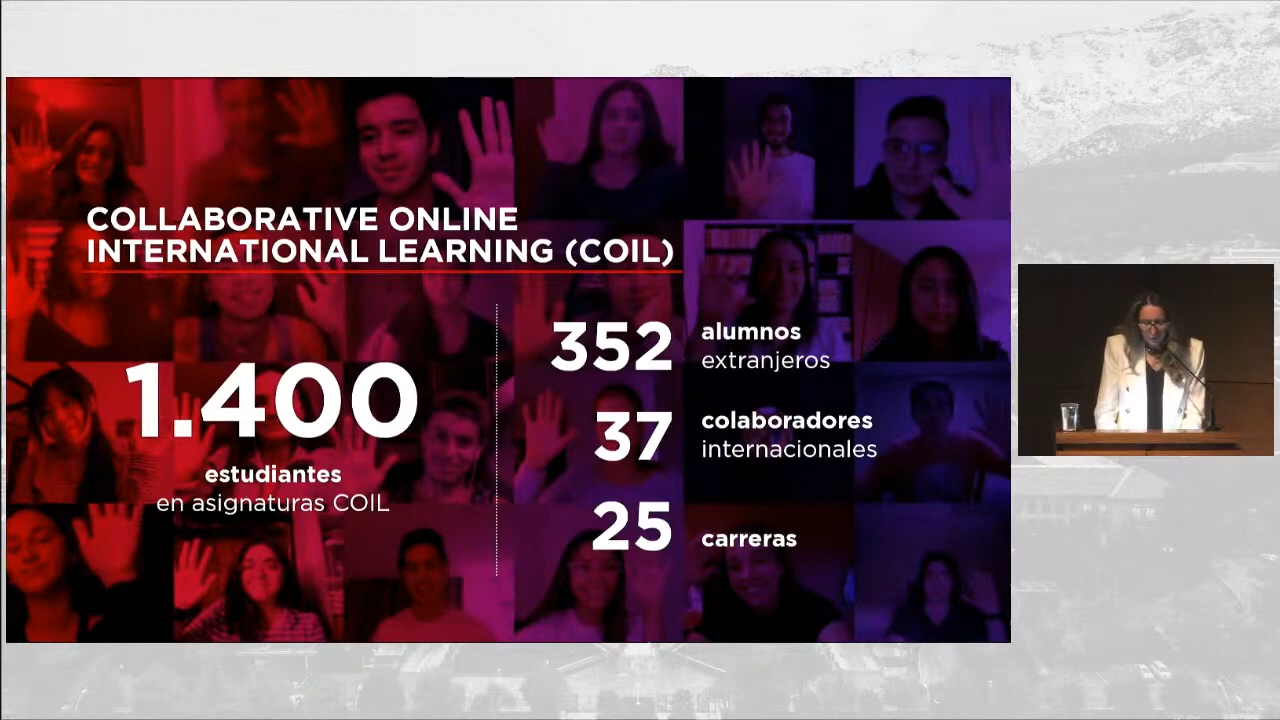 COLLABORATIVE ONLINE
INTERNATIONAL LEARNING (COIL)
1.400
estudiantes
en asignaturas COIL
352
alumnos
extranjeros
37
colaboradores
internacionales
25
carreras